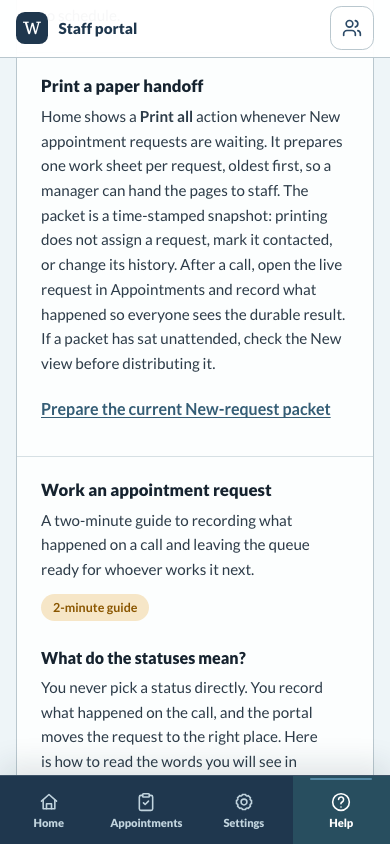 W Staff portal
Print a paper handoff
Home shows a Print all action whenever New
appointment requests are waiting. It prepares
one work sheet per request, oldest first, so a
manager can hand the pages to staff. The
packet is a time-stamped snapshot: printing
does not assign a request, mark it contacted,
or change its history. After a call, open the live
request in Appointments and record what
happened so everyone sees the durable result.
If a packet has sat unattended, check the New
view before distributing it.
Prepare the current New-request packet
Work an appointment request
A two-minute guide to recording what
happened on a call and leaving the queue
ready for whoever works it next.
2-minute guide
What do the statuses mean?
You never pick a status directly. You record
what happened on the call, and the portal
moves the request to the right place. Here
is how to read the words you will see in
Home Appointments Settings Help